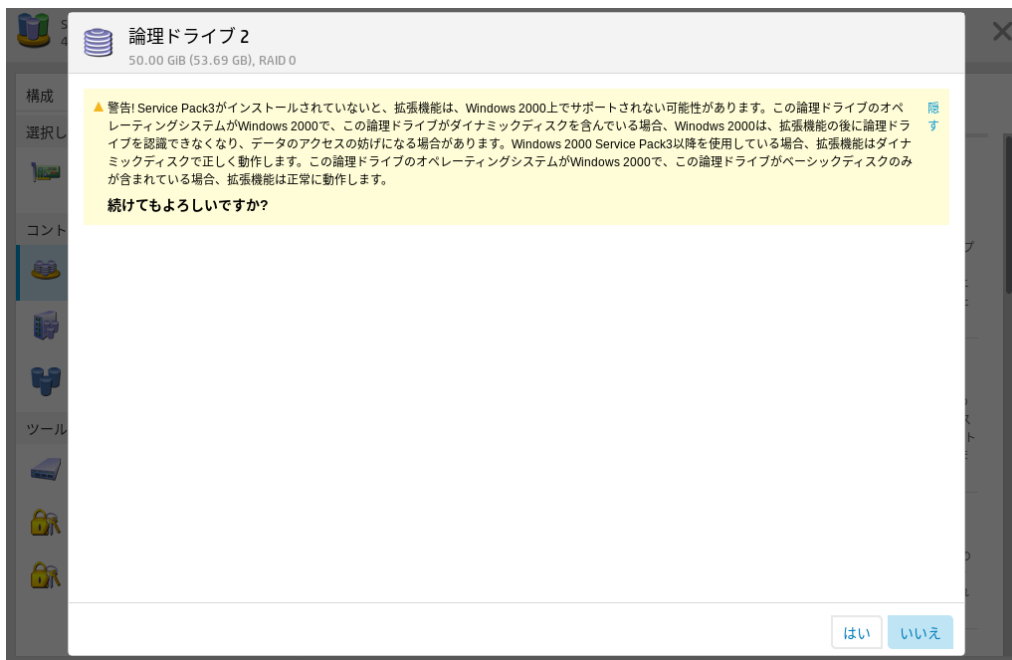 論理ドライブ 2
50.00 GiB (53.69 GB), RAID 0
構成
選択し
コント
ツール
警告! Service Pack3がインストールされていないと、拡張機能は、Windows 2000上でサポートされない可能性があります。この論理ドライブのオペ
レーティングシステムがWindows 2000で、この論理ドライブがダイナミックディスクを含んでいる場合、Winodws 2000は、拡張機能の後に論理ドラ
イブを認識できなくなり、データのアクセスの妨げになる場合があります。Windows 2000 Service Pack3以降を使用している場合、拡張機能はダイナ
ミックディスクで正しく動作します。この論理ドライブのオペレーティングシステムがWindows 2000で、この論理ドライブがベーシックディスクのみ
が含まれている場合、拡張機能は正常に動作します。
隠
す
続けてもよろしいですか?
はい
いいえ